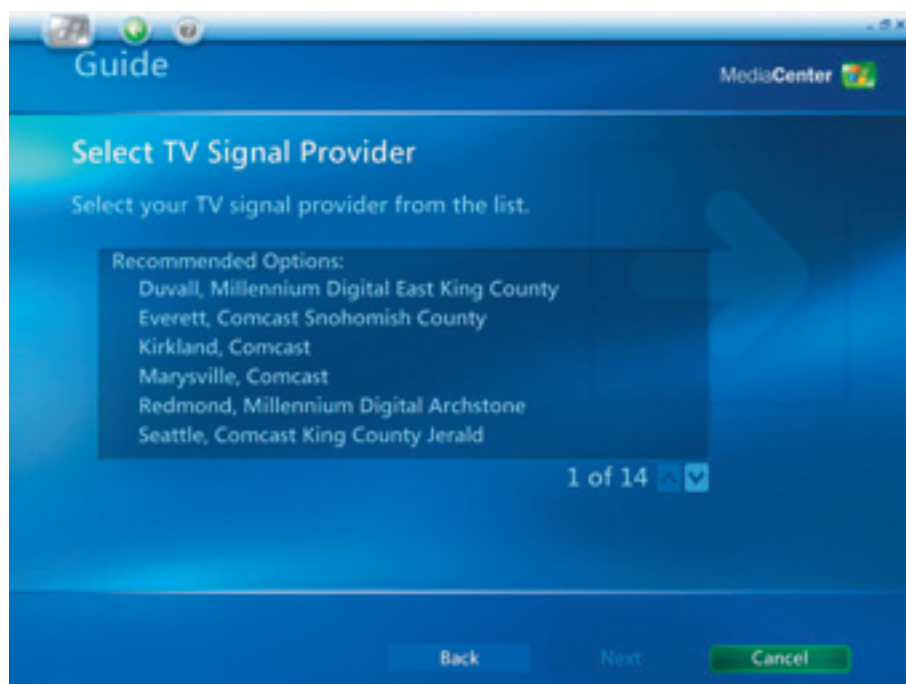 Guide
MediaCenter
Select TV Signal Provider
Select your TV signal provider from the list.
Recommended Options:
Duvall, Millennium Digital East King County
Everett, Comcast Snohomish County
Kirkland, Comcast
Marysville, Comcast
Redmond, Millennium Digital Archstone
Seattle, Comcast King County Jerald
1 of 14
Back Next Cancel